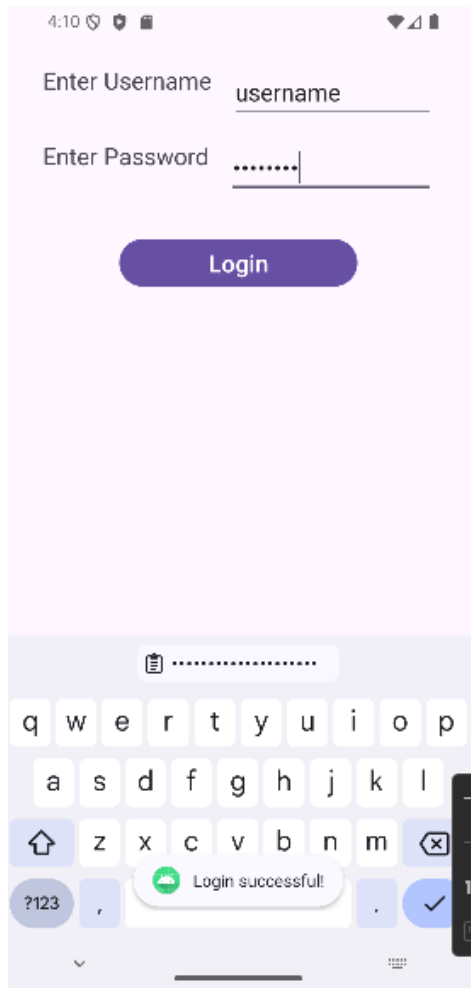 4:10
Enter Username
username
Enter Password
••••••••
Login
••••••••••••••••••••
q w e r t y u i o p
a s d f g h j k l
z x c v b n m
Login successful!
?123 , .